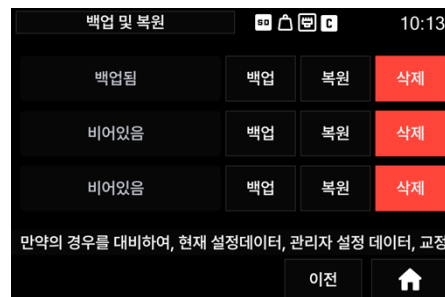 백업 및 복원 SD C 10:13
백업됨 백업 복원 삭제
비어있음 백업 복원 삭제
비어있음 백업 복원 삭제
만약의 경우를 대비하여, 현재 설정데이터, 관리자 설정 데이터, 교정
이전